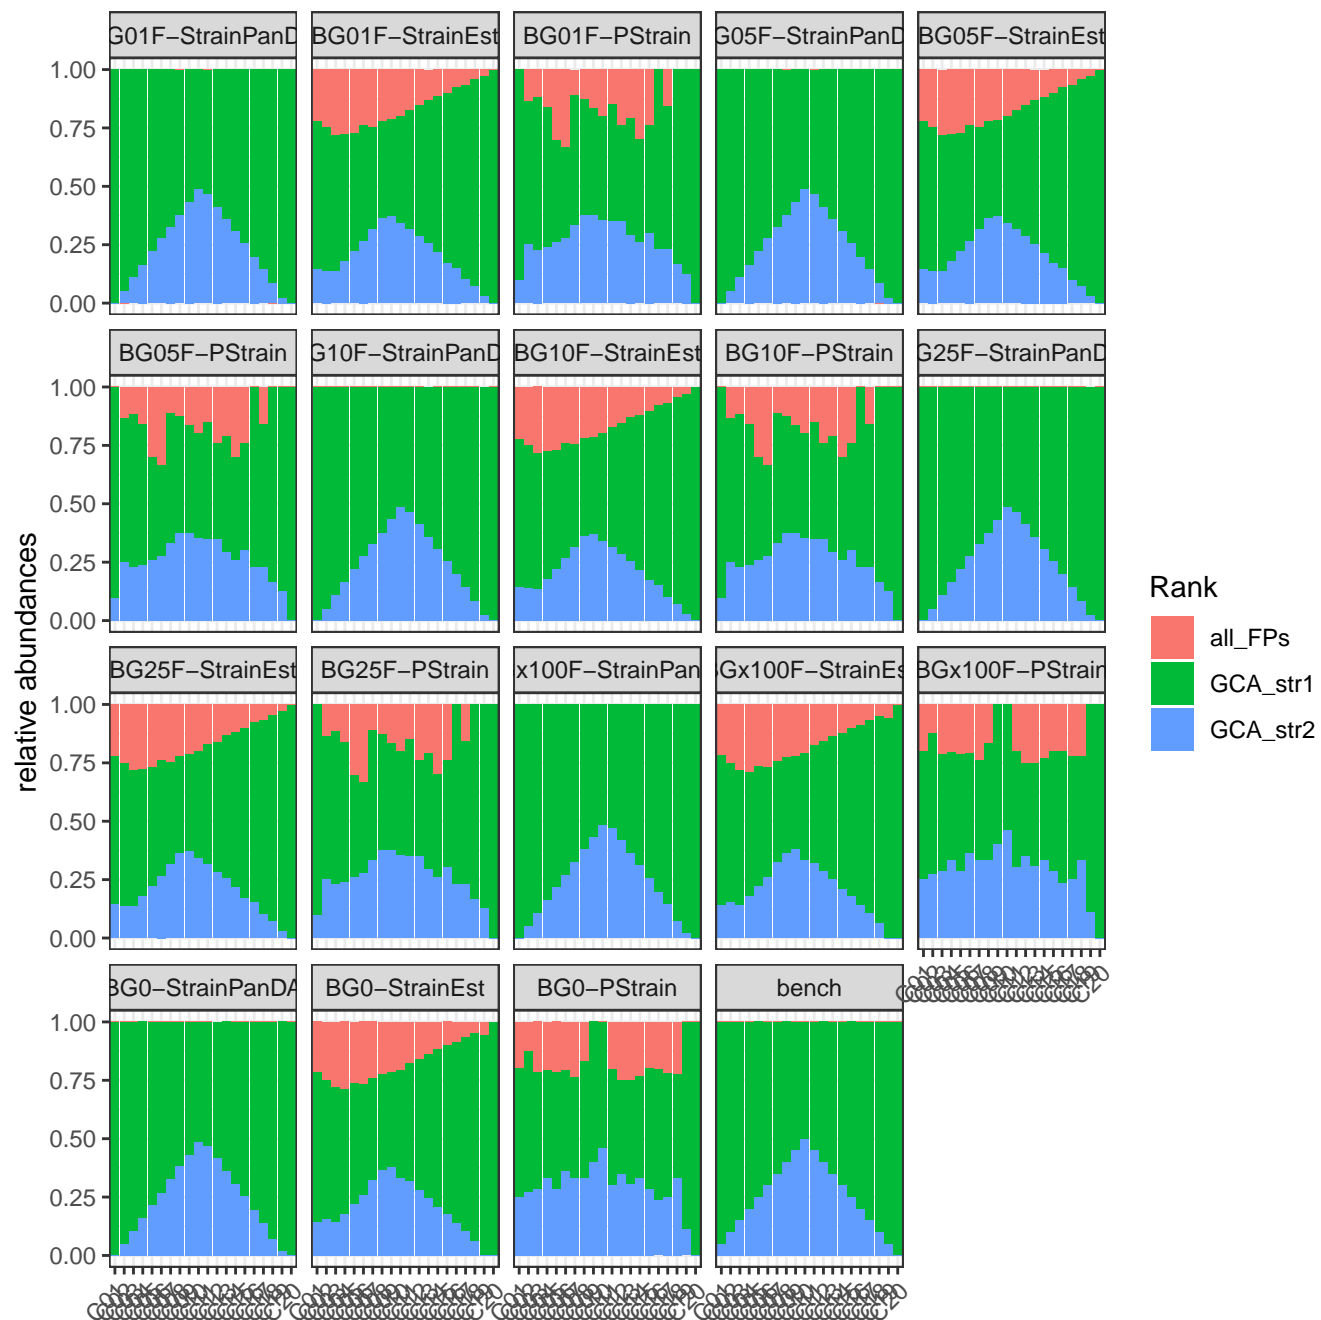 G01F−StrainPanD
BG01F−StrainEst
BG01F−PStrain
G05F−StrainPanD
BG05F−StrainEst
1.00
0.75
0.50
0.25
0.00
BG05F−PStrain
G10F−StrainPanD
BG10F−StrainEst
BG10F−PStrain
G25F−StrainPanD
1.00
0.75
0.50
0.25
0.00
relative abundances
Rank
all_FPs
GCA_str1
GCA_str2
BG25F−StrainEst
BG25F−PStrain
x100F−StrainPan
BGx100F−StrainEs
BGx100F−PStrain
1.00
0.75
0.50
0.25
0.00
BG0−StrainPanDA
BG0−StrainEst
BG0−PStrain
bench
1.00
0.75
0.50
0.25
0.00